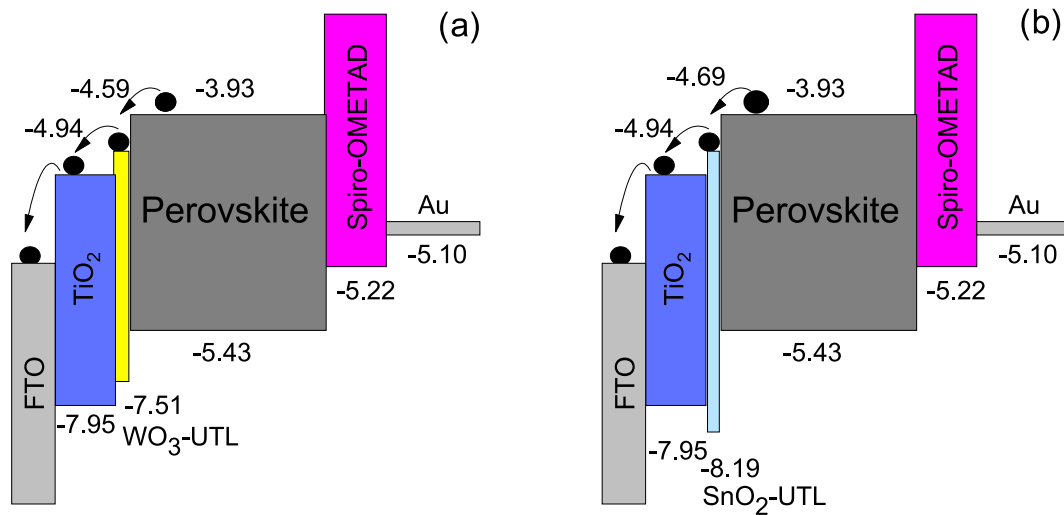 (a)
-4.59
-3.93
-4.94
Spiro-OMETAD
Perovskite
Au
-5.10
TiO2
-5.22
-5.43
FTO
-7.51
-7.95
WO3-UTL
(b)
-4.69
-3.93
-4.94
Spiro-OMETAD
Perovskite
Au
-5.10
TiO2
-5.22
-5.43
FTO
-7.95
-8.19
SnO2-UTL